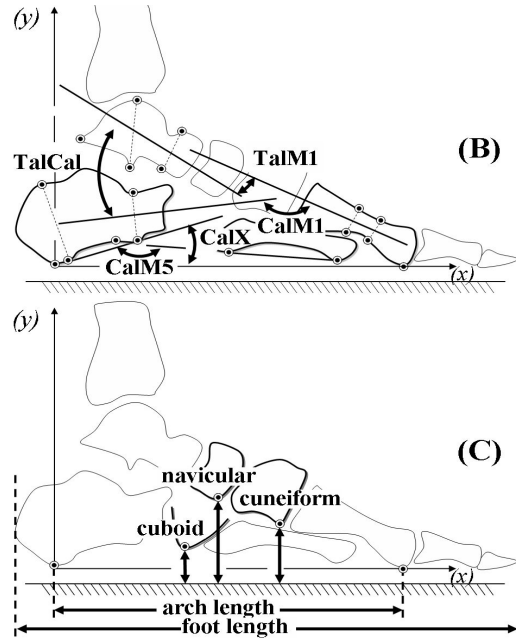 (y)
(B)
TalCal
TalM1
CalM1
CalX
CalM5
(x)
(y)
(C)
navicular
cuneiform
cuboid
(x)
arch length
foot length